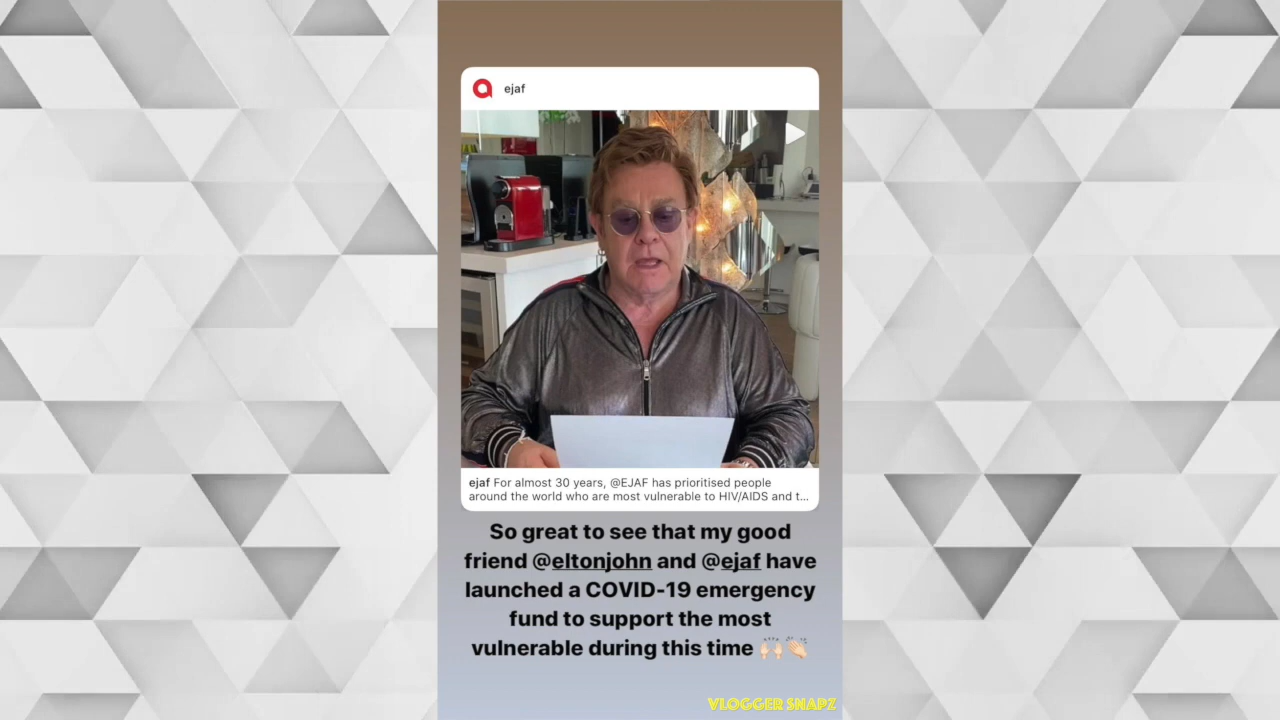 ejaf
ejaf For almost 30 years, @EJAF has prioritised people
around the world who are most vulnerable to HIV/AIDS and t...
So great to see that my good
friend @eltonjohn and @ejaf have
launched a COVID-19 emergency
fund to support the most
vulnerable during this time 🙌🏻👏🏻
VLOGGER SNAPZ